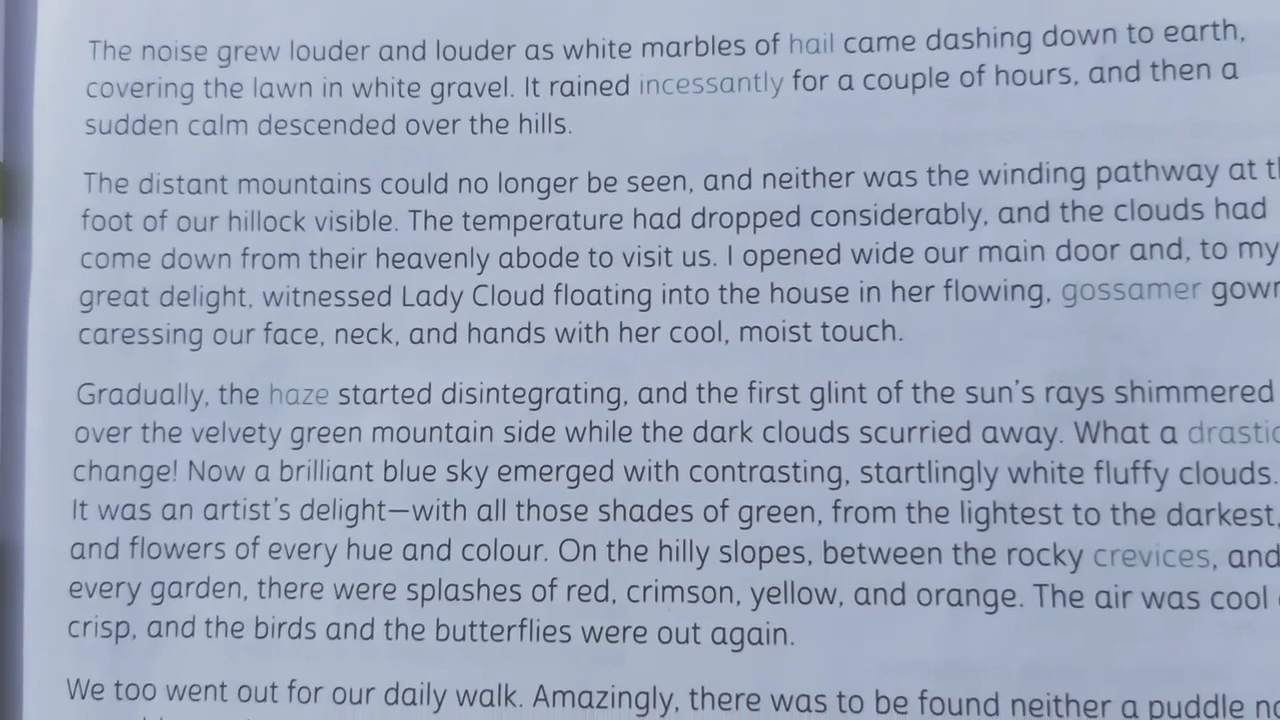 The noise grew louder and louder as white marbles of hail came dashing down to earth,
covering the lawn in white gravel. It rained incessantly for a couple of hours, and then a
sudden calm descended over the hills.
The distant mountains could no longer be seen, and neither was the winding pathway at
foot of our hillock visible. The temperature had dropped considerably, and the clouds had
come down from their heavenly abode to visit us. I opened wide our main door and, to my
great delight, witnessed Lady Cloud floating into the house in her flowing, gossamer
caressing our face, neck, and hands with her cool, moist touch.
Gradually, the haze started disintegrating, and the first glint of the sun's rays shimmered
over the velvety green mountain side while the dark clouds scurried away. What a drastic
change! Now a brilliant blue sky emerged with contrasting, startlingly white fluffy clouds.
It was an artist's delight—with all those shades of green, from the lightest to the darkest,
and flowers of every hue and colour. On the hilly slopes, between the rocky crevices, and
every garden, there were splashes of red, crimson, yellow, and orange. The air was cool
crisp, and the birds and the butterflies were out again.
We too went out for our daily walk. Amazingly, there was to be found neither a puddle